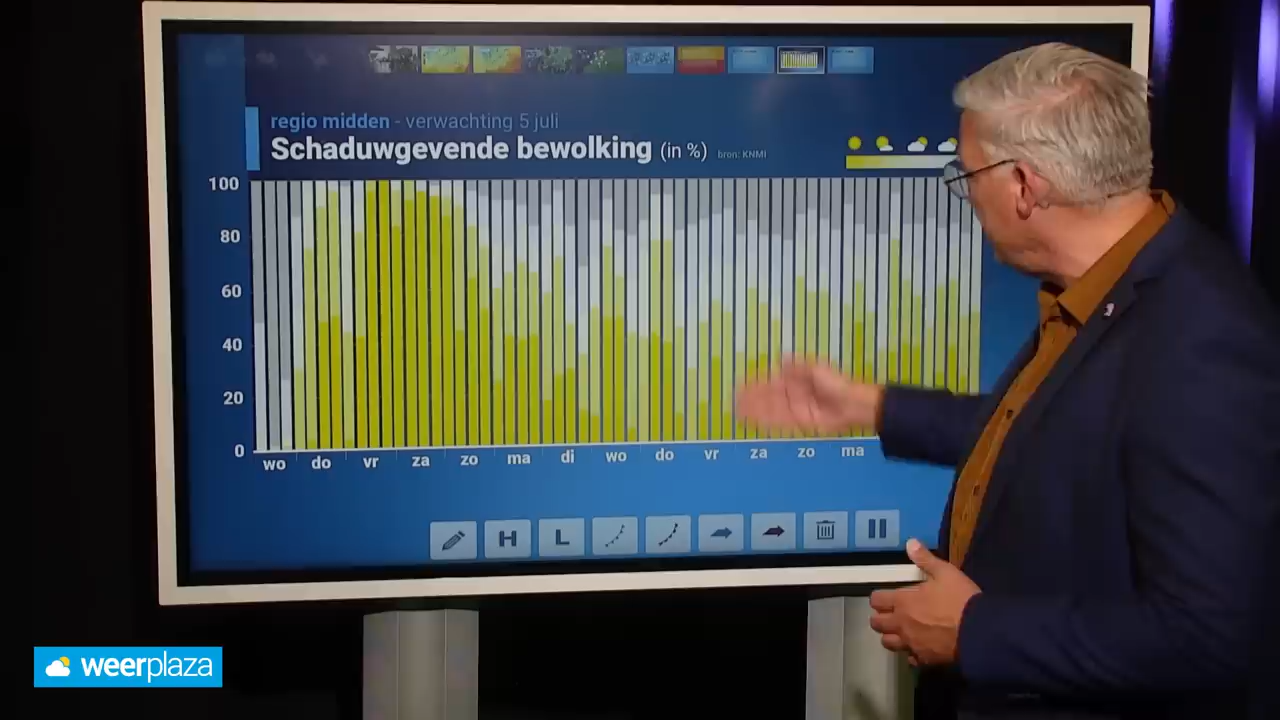 regio midden - verwachting 5 juli
Schaduwgevende bewolking (in %) bron: KNMI
100
80
60
40
20
0
wo do vr za zo ma di wo do vr za zo ma
H L
weerplaza